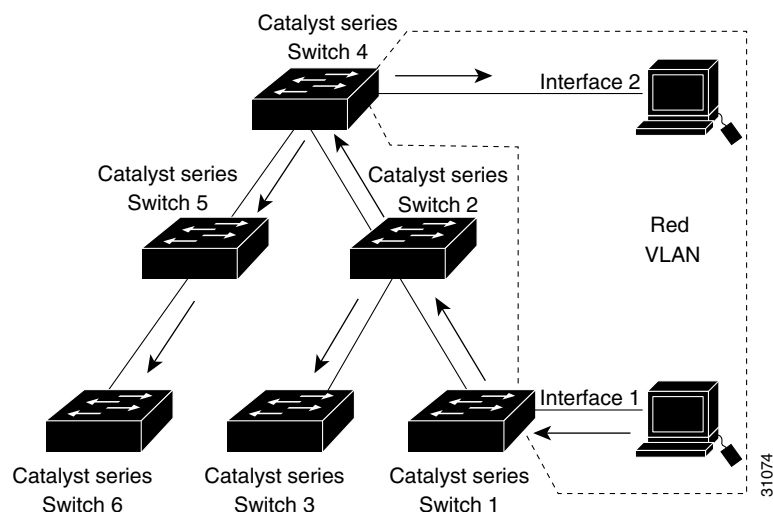 Catalyst series
Switch 4
Interface 2
Catalyst series
Switch 5
Catalyst series
Switch 2
Red
VLAN
Interface 1
Catalyst series
Switch 6
Catalyst series
Switch 3
Catalyst series
Switch 1
31074